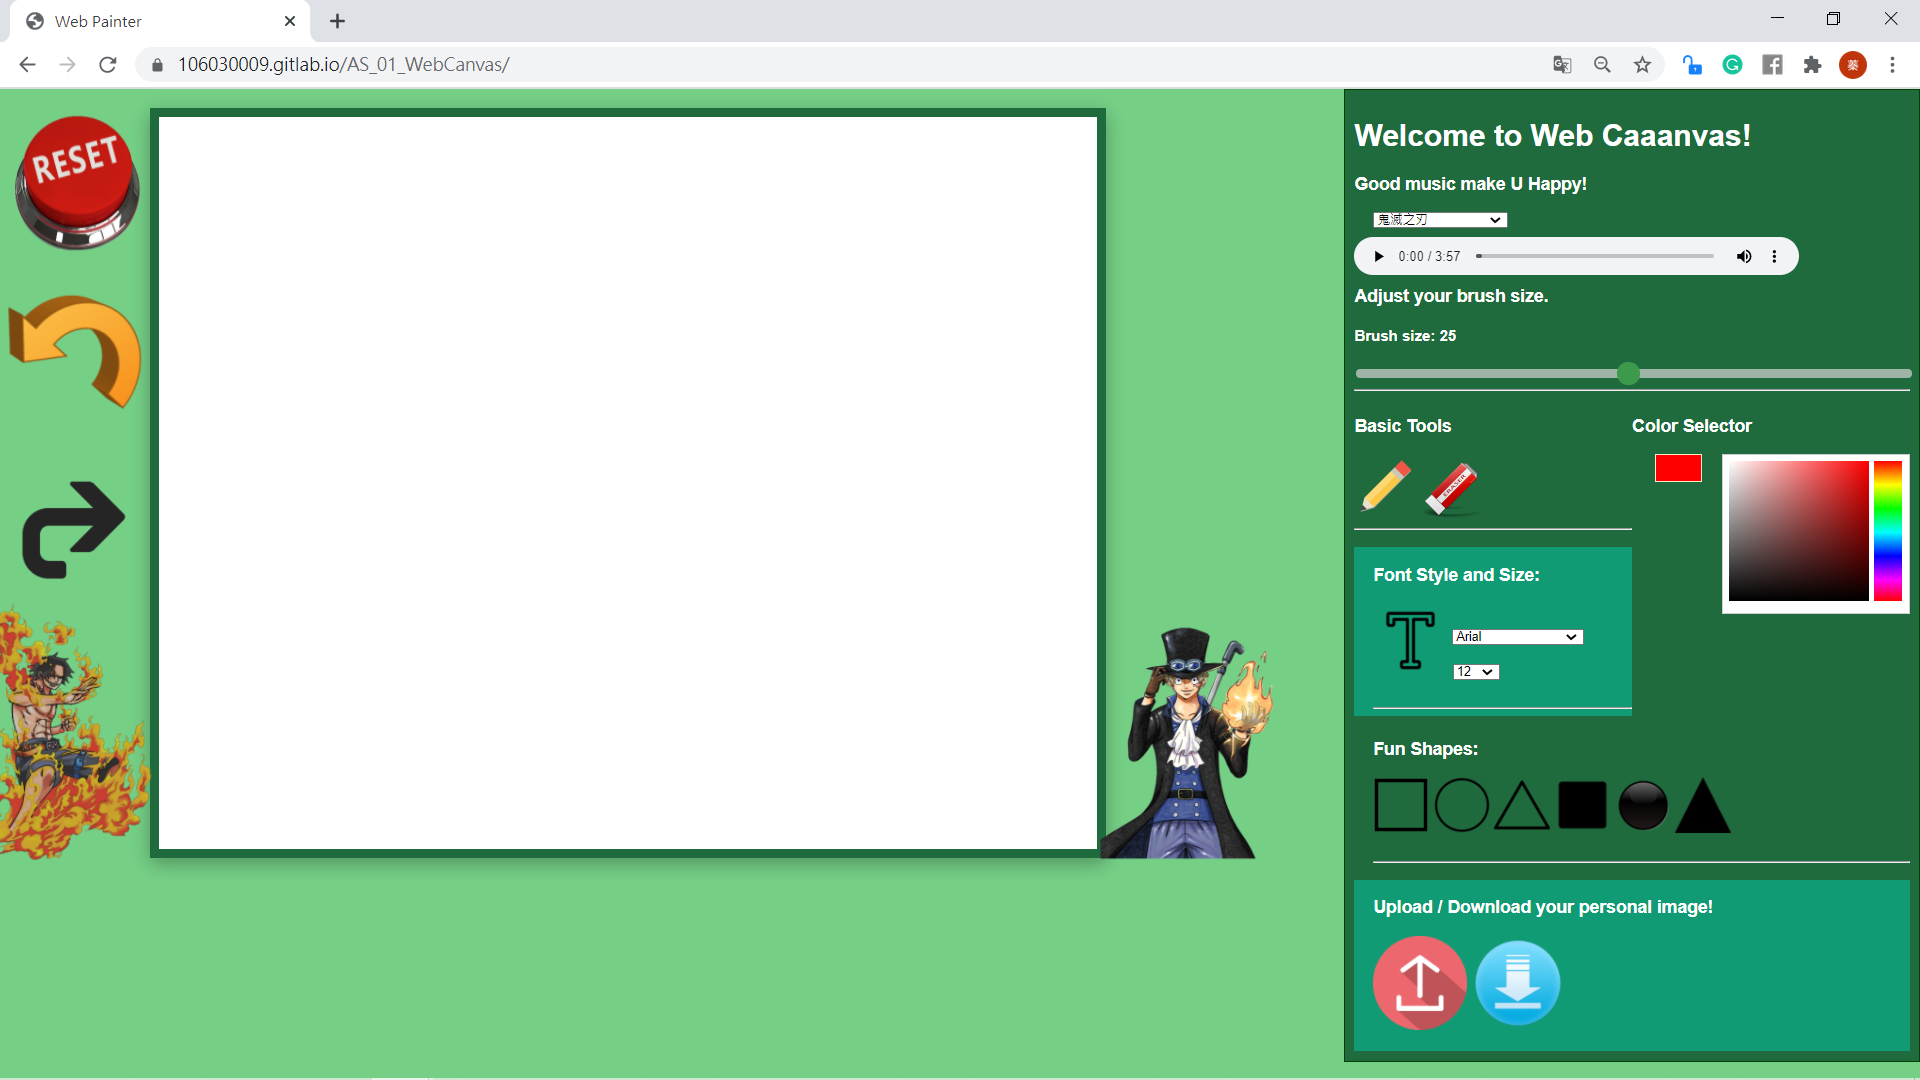 Web Painter
106030009.gitlab.io/AS_01_WebCanvas/
蓁
RESET
Welcome to Web Caaanvas!
Good music make U Happy!
鬼滅之刃
0:00 / 3:57
Adjust your brush size.
Brush size: 25
Basic Tools
Color Selector
ERASER
Font Style and Size:
T
Arial
12
Fun Shapes:
Upload / Download your personal image!